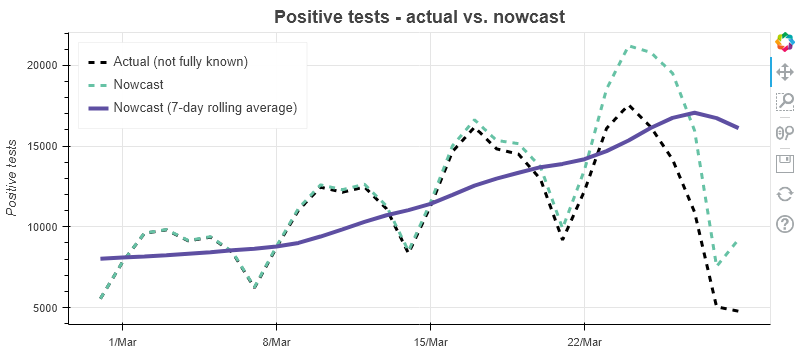 Positive tests - actual vs. nowcast
Actual (not fully known)
Nowcast
Nowcast (7-day rolling average)
Positive tests
20000
15000
10000
5000
1/Mar
8/Mar
15/Mar
22/Mar